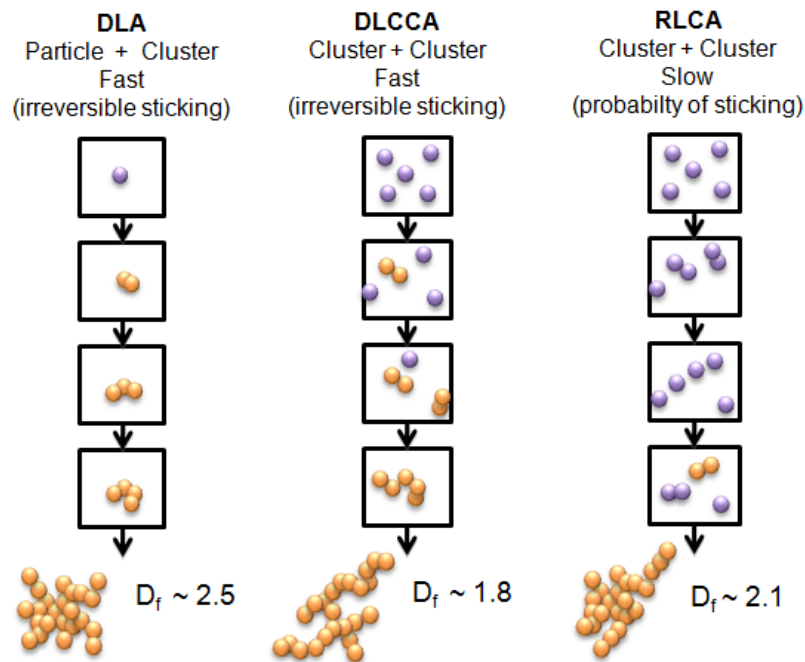 DLA
Particle + Cluster
Fast
(irreversible sticking)
DLCCA
Cluster + Cluster
Fast
(irreversible sticking)
RLCA
Cluster + Cluster
Slow
(probabilty of sticking)
D_f ~ 2.5
D_f ~ 1.8
D_f ~ 2.1